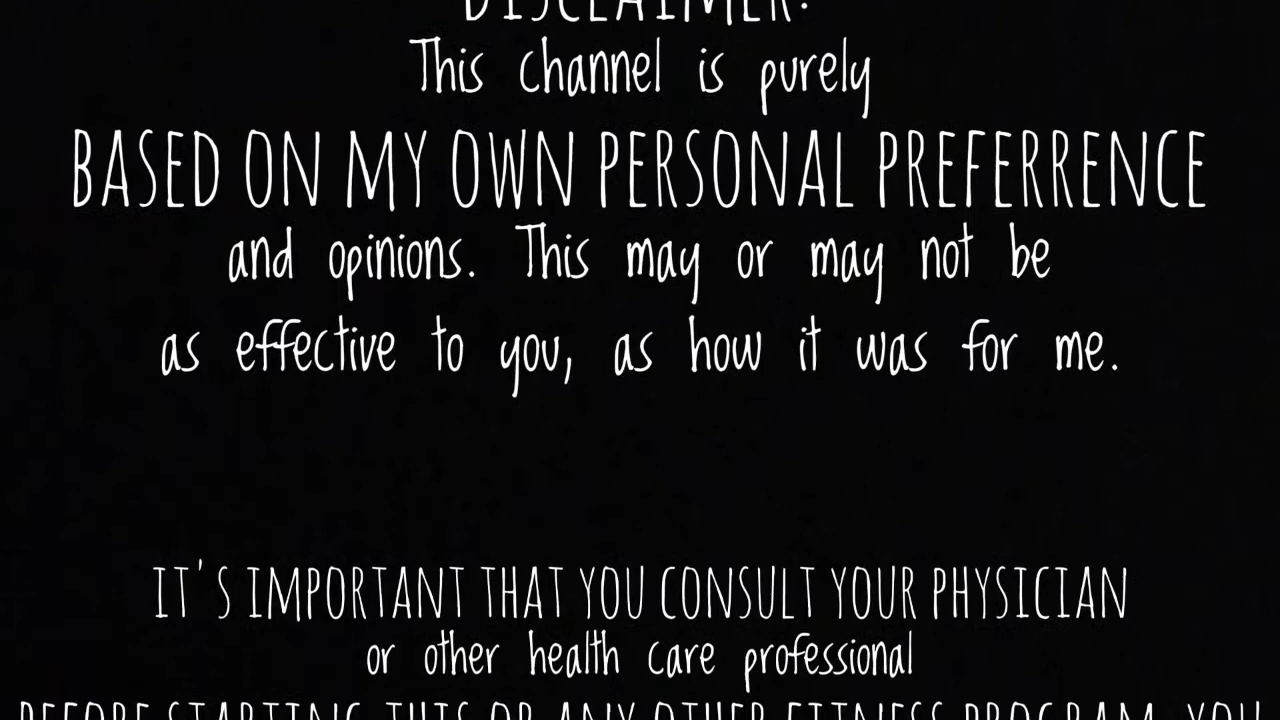 DISCLAIMER:
This channel is purely
BASED ON MY OWN PERSONAL PREFERRENCE
and opinions. This may or may not be
as effective to you, as how it was for me.
IT'S IMPORTANT THAT YOU CONSULT YOUR PHYSICIAN
or other health care professional
BEFORE STARTING THIS OR ANY OTHER FITNESS PROGRAM. YOU